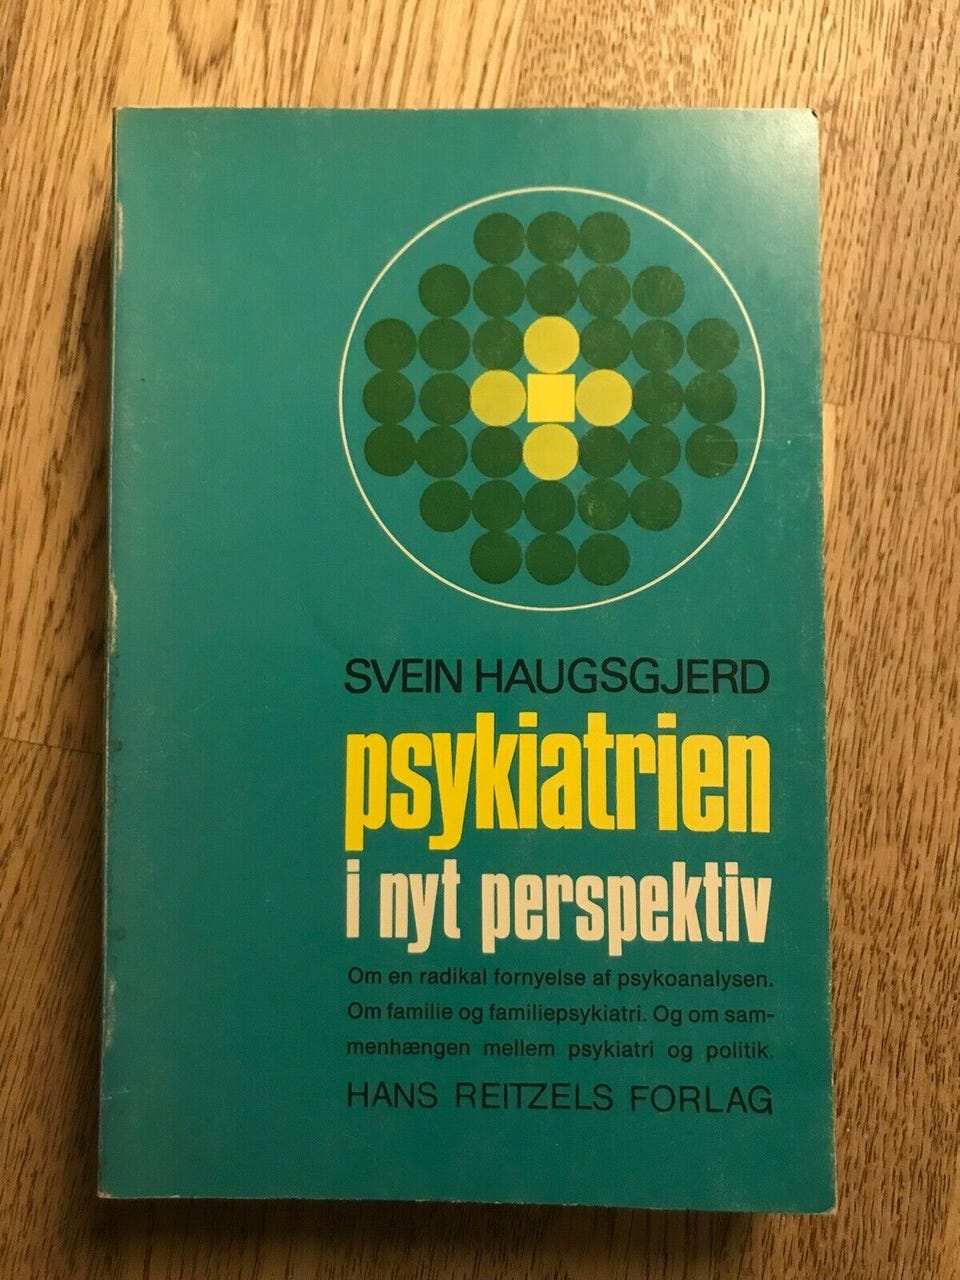 SVEIN HAUGSGJERD
psykiatrien
i nyt perspektiv
Om en radikal fornyelse af psykoanalysen.
Om familie og familiepsykiatri. Og om sam-
menhængen mellem psykiatri og politik.
HANS REITZELS FORLAG